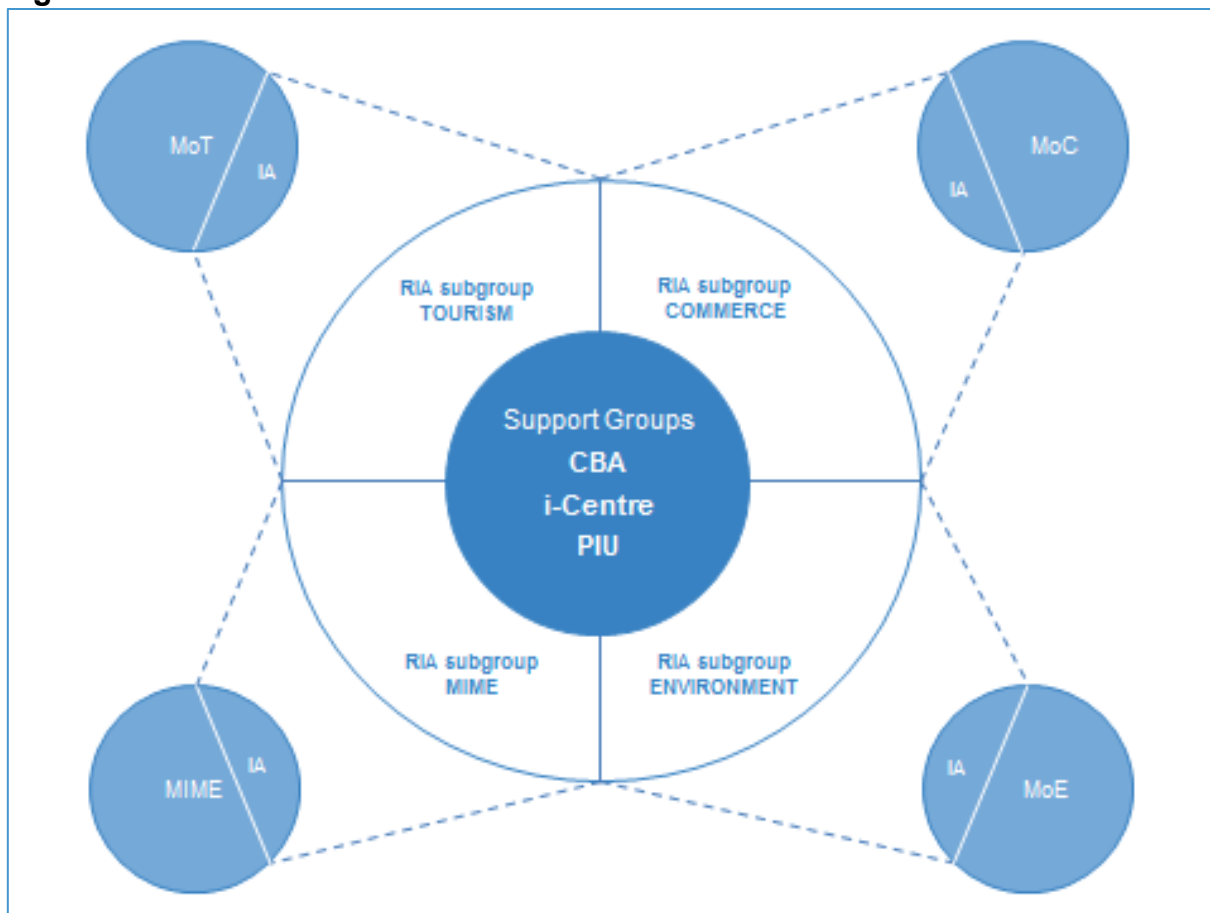 MoT
IA
MoC
IA
RIA subgroup
TOURISM
RIA subgroup
COMMERCE
Support Groups
CBA
i-Centre
PIU
RIA subgroup
MIME
RIA subgroup
ENVIRONMENT
MIME
IA
IA
MoE